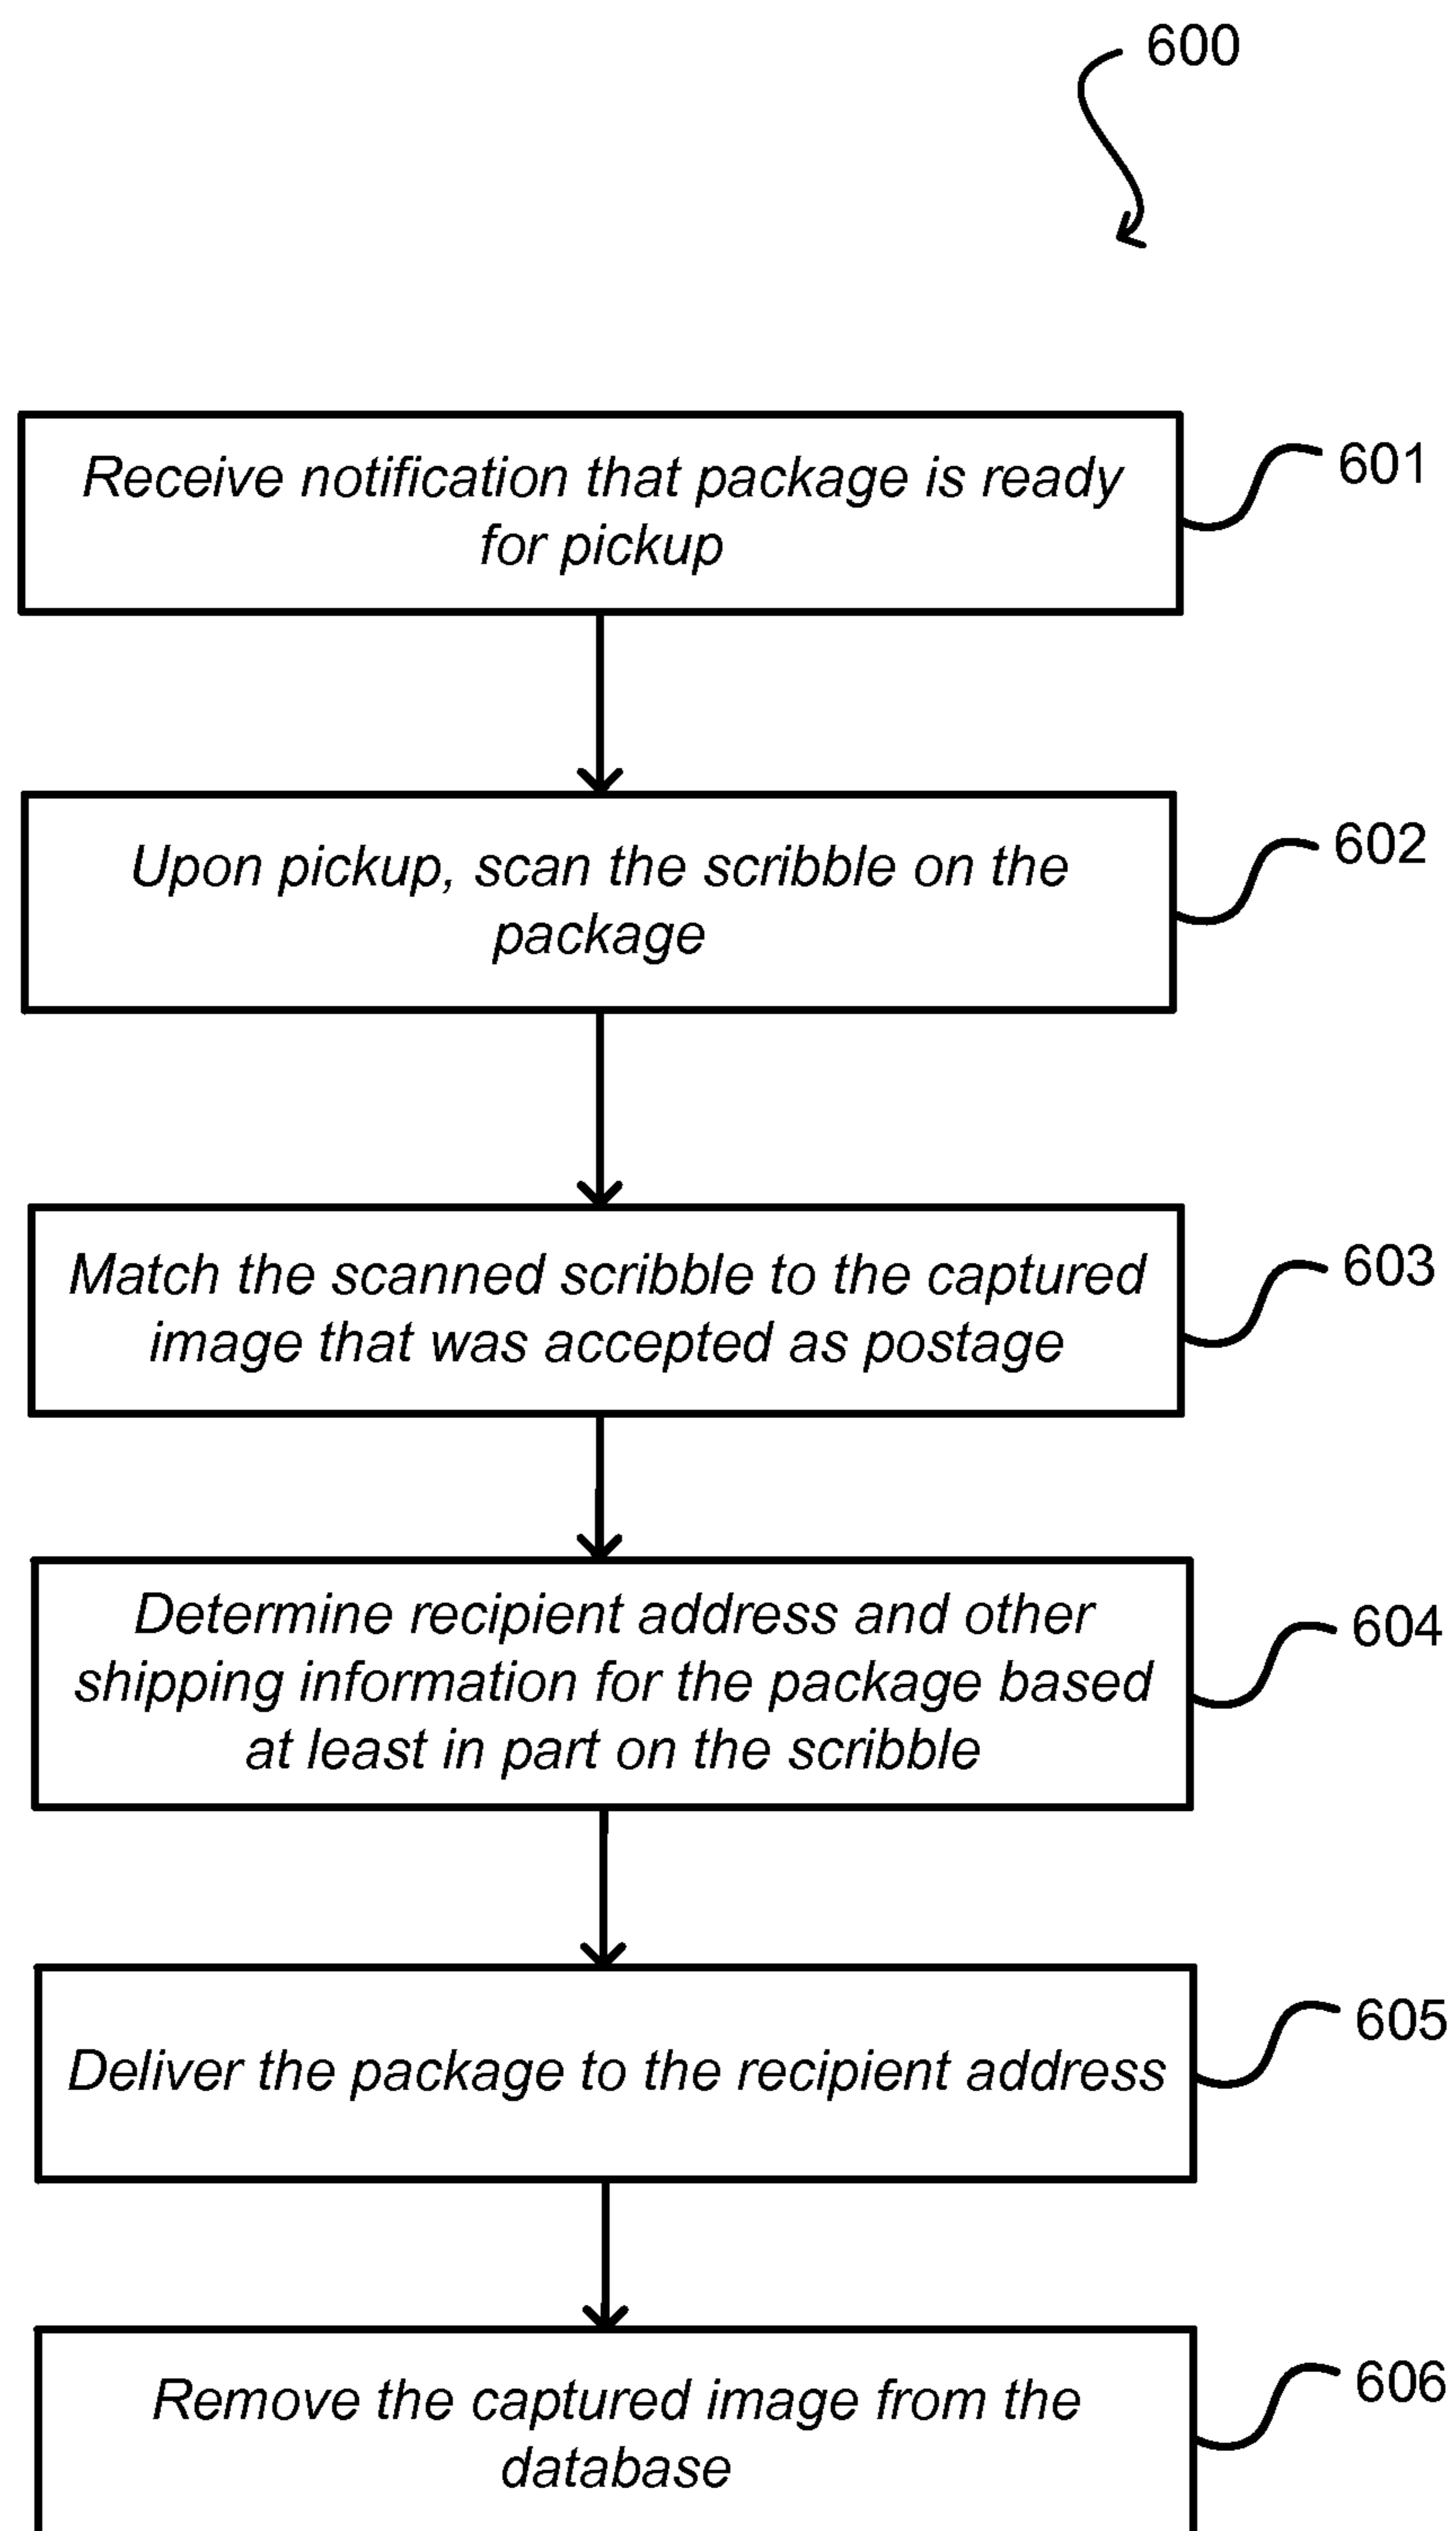 600
Receive notification that package is ready
for pickup
601
Upon pickup, scan the scribble on the
package
602
Match the scanned scribble to the captured
image that was accepted as postage
603
Determine recipient address and other
shipping information for the package based
at least in part on the scribble
604
Deliver the package to the recipient address
605
Remove the captured image from the
database
606